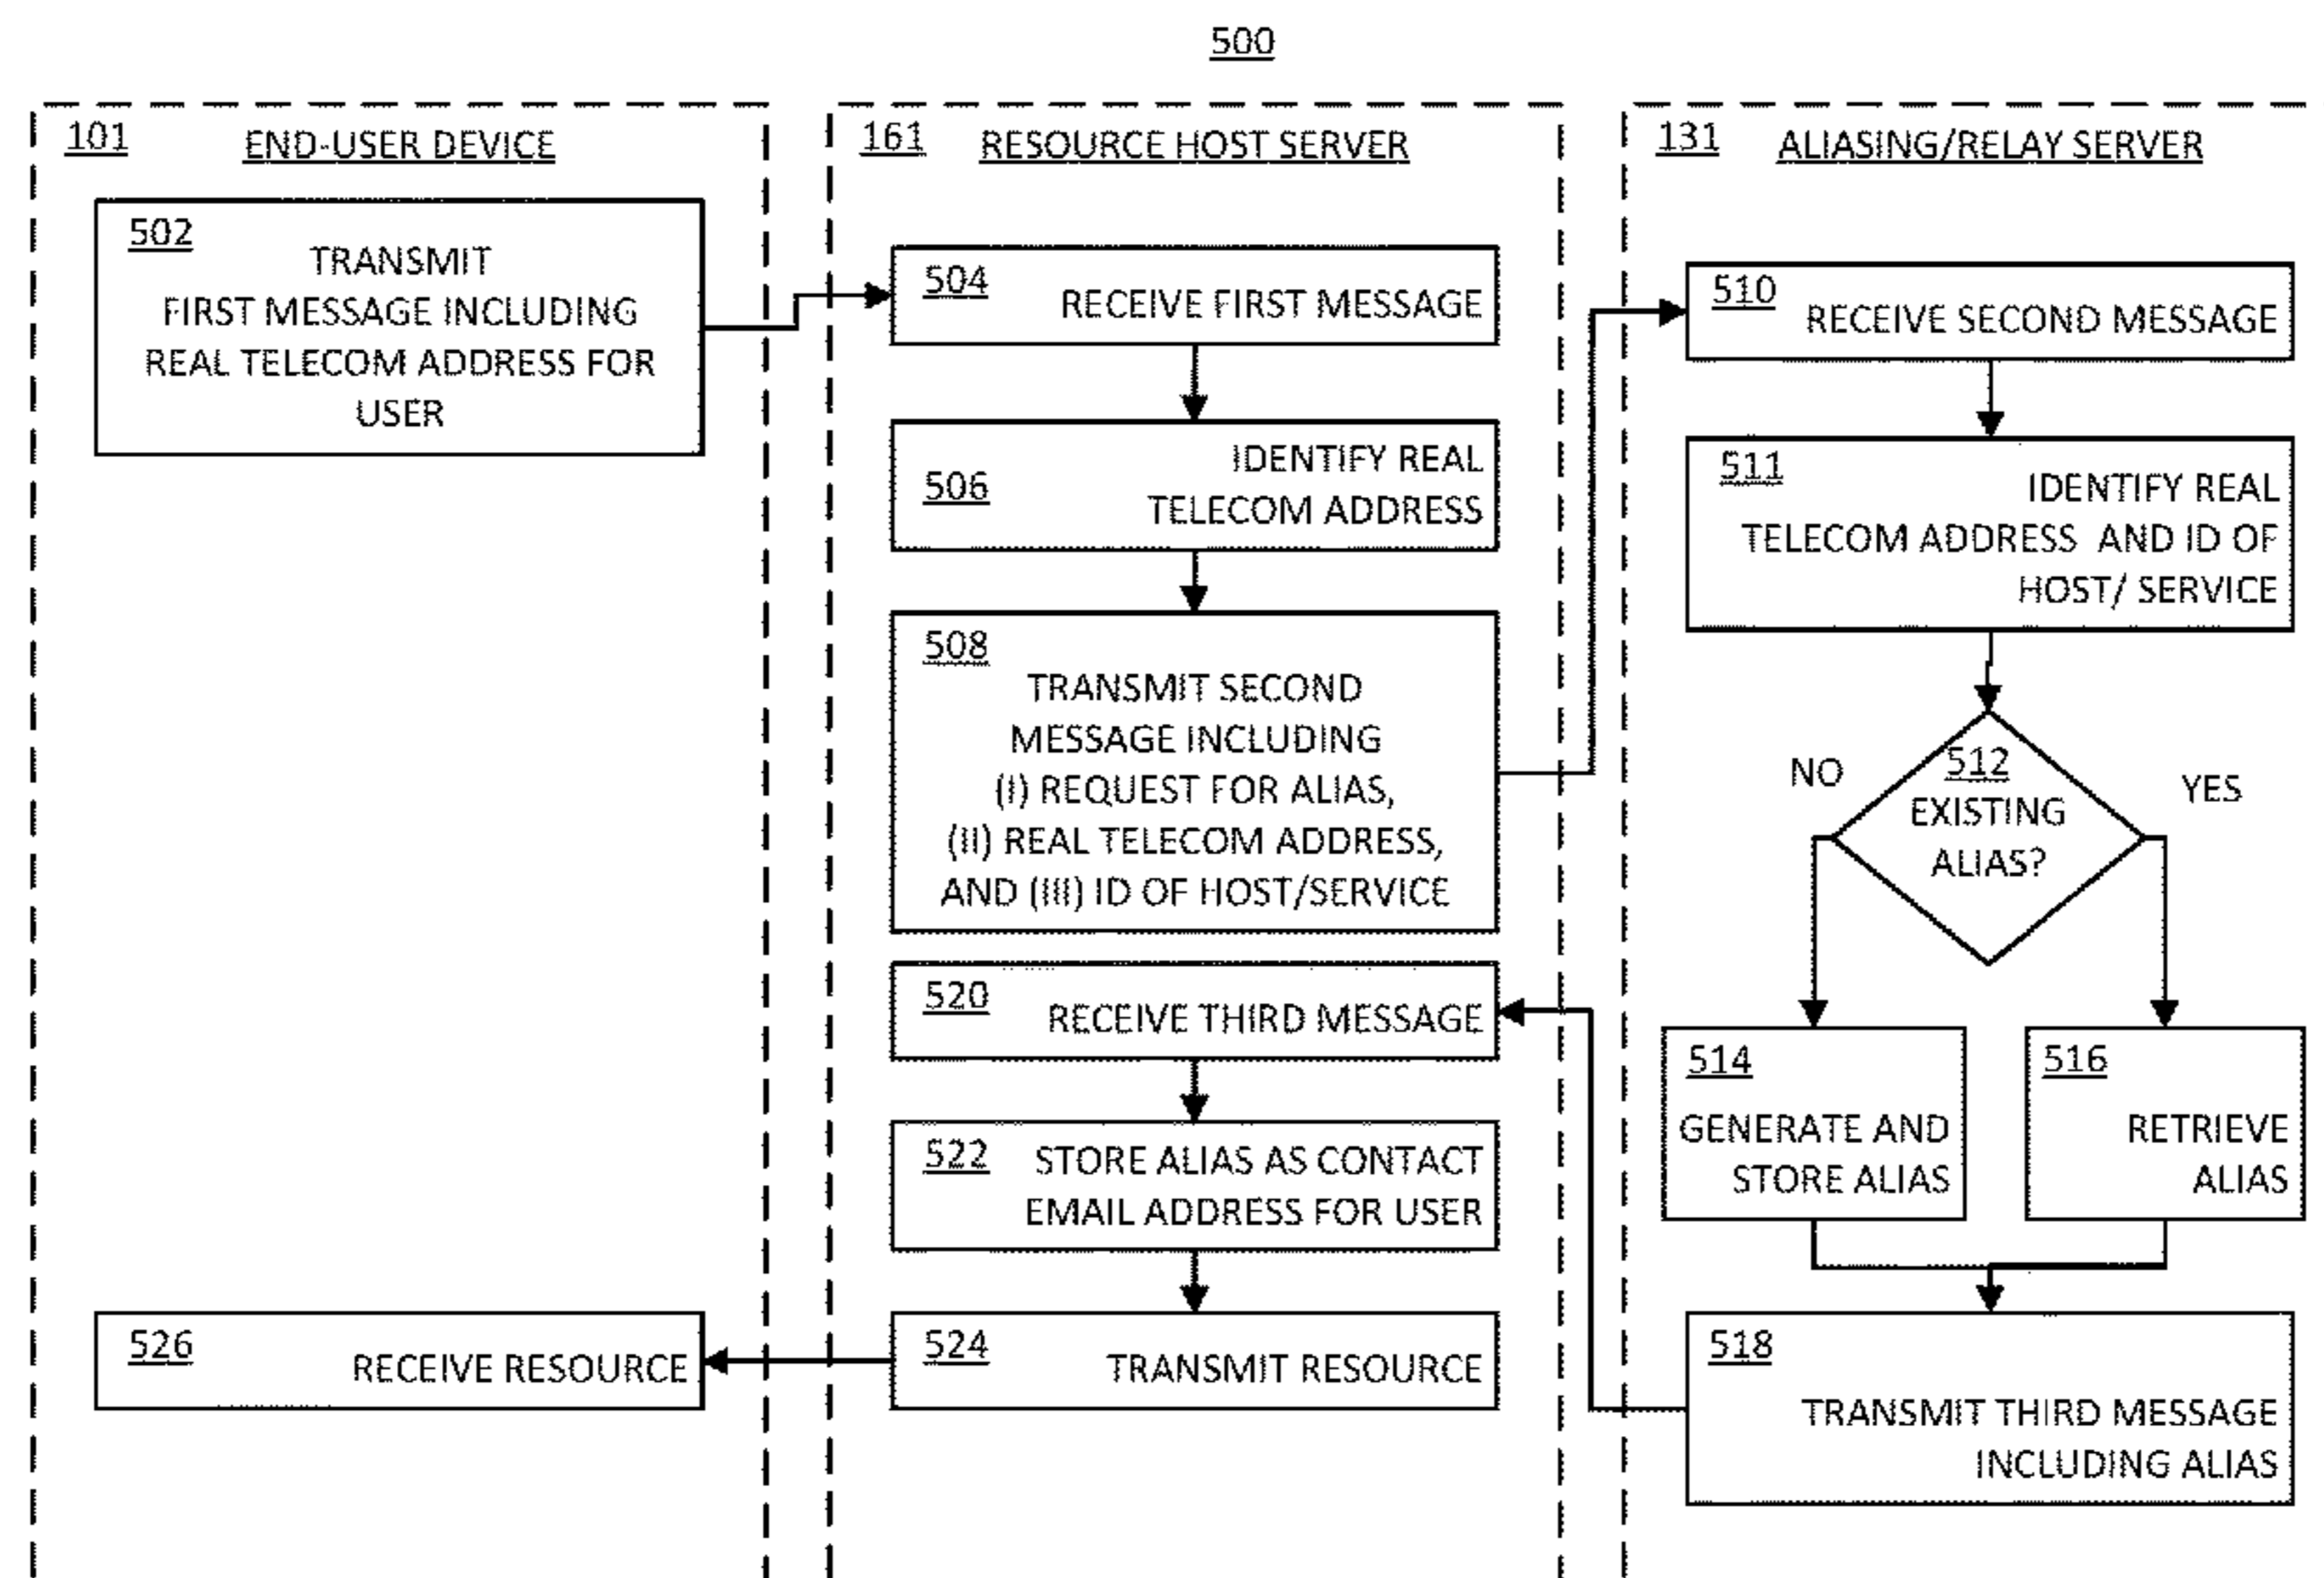 500
101 END-USER DEVICE
502
TRANSMIT
FIRST MESSAGE INCLUDING
REAL TELECOM ADDRESS FOR
USER
526
RECEIVE RESOURCE
161 RESOURCE HOST SERVER
504
RECEIVE FIRST MESSAGE
IDENTIFY REAL
506
TELECOM ADDRESS
508
TRANSMIT SECOND
MESSAGE INCLUDING
(I) REQUEST FOR ALIAS,
(II) REAL TELECOM ADDRESS,
AND (III) ID OF HOST/SERVICE
520
RECEIVE THIRD MESSAGE
522 STORE ALIAS AS CONTACT
EMAIL ADDRESS FOR USER
524
TRANSMIT RESOURCE
131 ALIASING/RELAY SERVER
510
RECEIVE SECOND MESSAGE
511
IDENTIFY REAL
TELECOM ADDRESS AND ID OF
HOST/ SERVICE
512
EXISTING
ALIAS?
NO
YES
514
GENERATE AND
STORE ALIAS
516
RETRIEVE
ALIAS
518
TRANSMIT THIRD MESSAGE
INCLUDING ALIAS